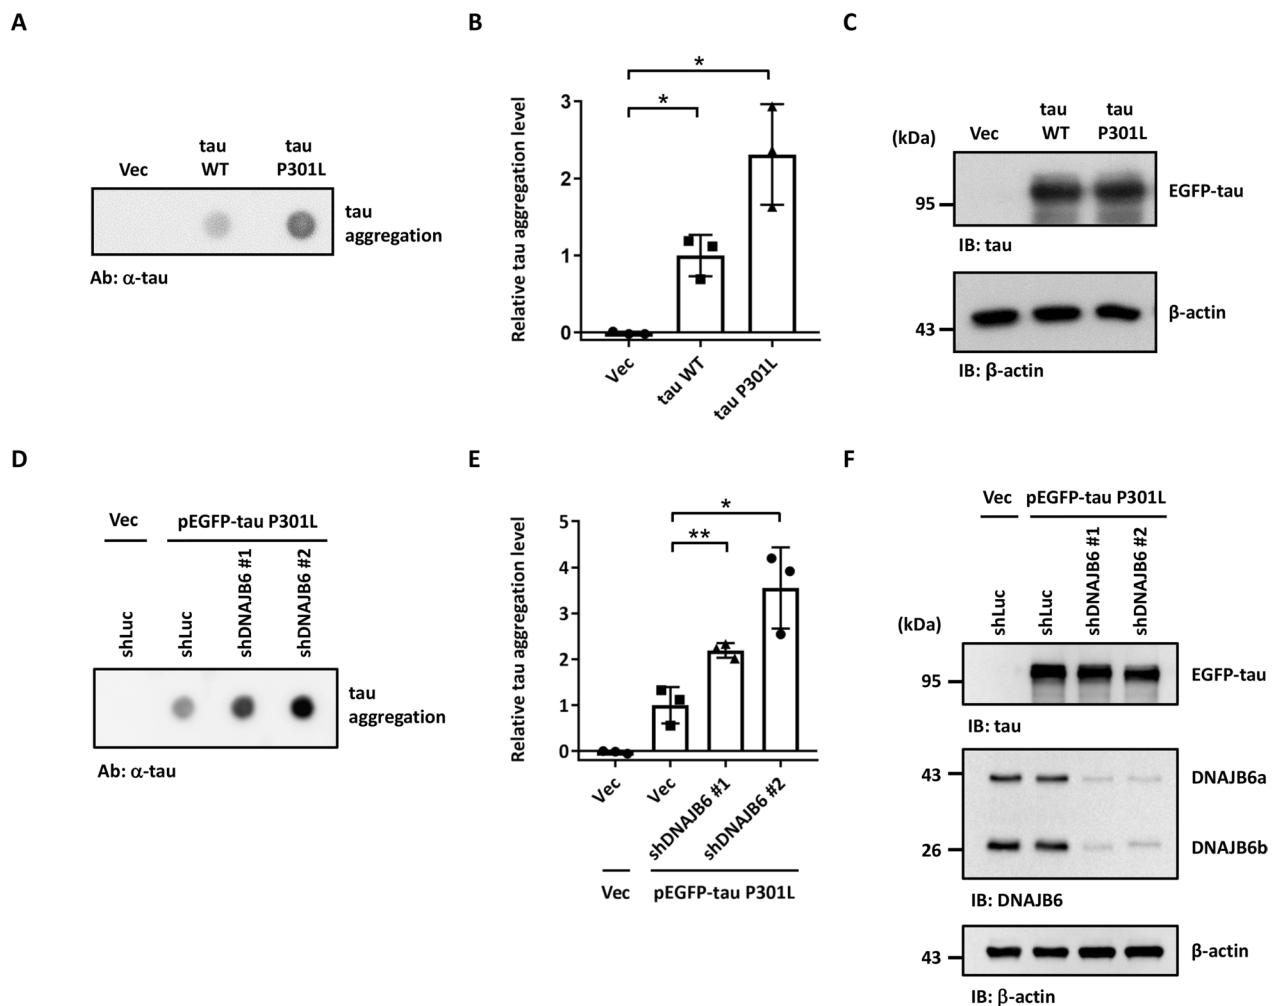 A
Vec
tau
WT
tau
P301L
tau
aggregation
Ab: α-tau
B
Relative tau aggregation level
3
2
1
0
*
*
Vec
tau WT
tau P301L
C
(kDa)
Vec
tau
WT
tau
P301L
95
EGFP-tau
IB: tau
43
β-actin
IB: β-actin
D
Vec
pEGFP-tau P301L
shLuc
shLuc
shDNAJB6 #1
shDNAJB6 #2
tau
aggregation
Ab: α-tau
E
Relative tau aggregation level
5
4
3
2
1
0
*
**
Vec
Vec
shDNAJB6 #1
shDNAJB6 #2
Vec
pEGFP-tau P301L
F
Vec
pEGFP-tau P301L
(kDa)
shLuc
shLuc
shDNAJB6 #1
shDNAJB6 #2
95
EGFP-tau
IB: tau
43
DNAJB6a
26
DNAJB6b
IB: DNAJB6
43
β-actin
IB: β-actin